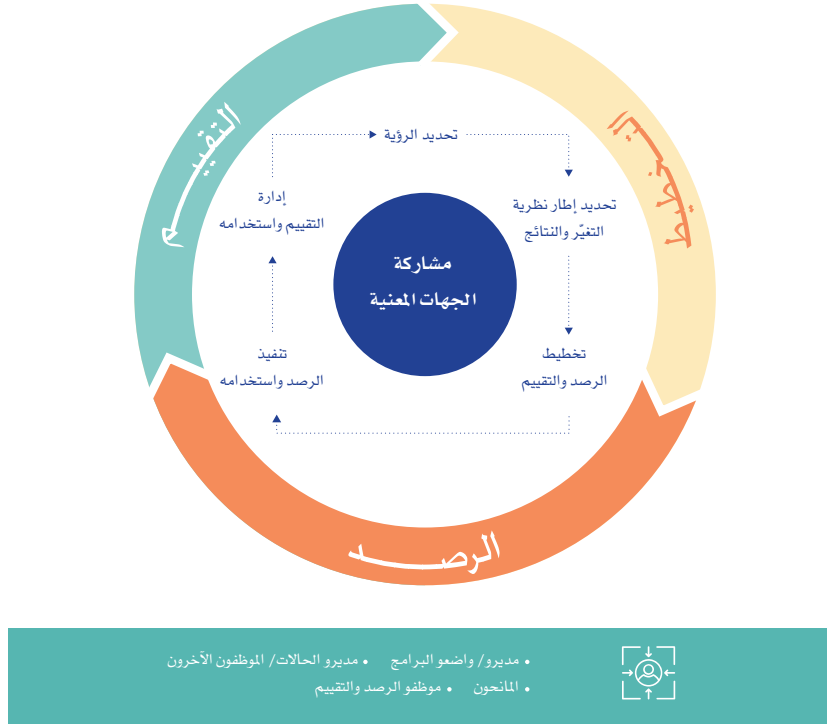 التخطيط
الرصد
التقييم
تحديد الرؤية
تحديد إطار نظرية
التغيّر والنتائج
تخطيط
الرصد والتقييم
تنفيذ
الرصد واستخدامه
إدارة
التقييم واستخدامه
مشاركة
الجهات المعنية
• مديرو/ واضعو البرامج • مديرو الحالات/ الموظفون الآخرون
• المانحون • موظفو الرصد والتقييم